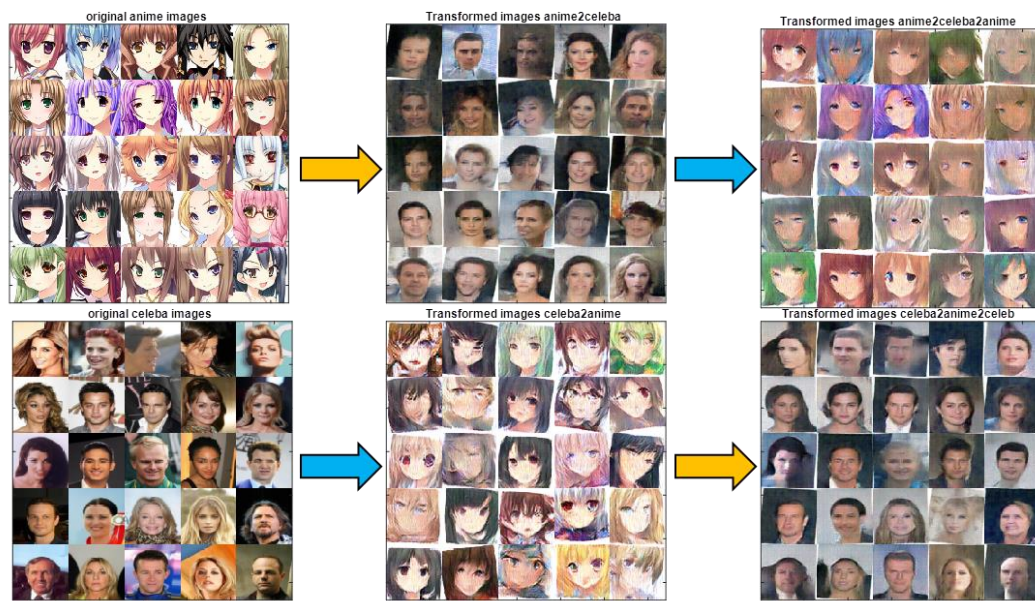 original anime images
Transformed images anime2celeba
Transformed images anime2celeba2anime
original celeba images
Transformed images celeba2anime
Transformed images celeba2anime2celeb